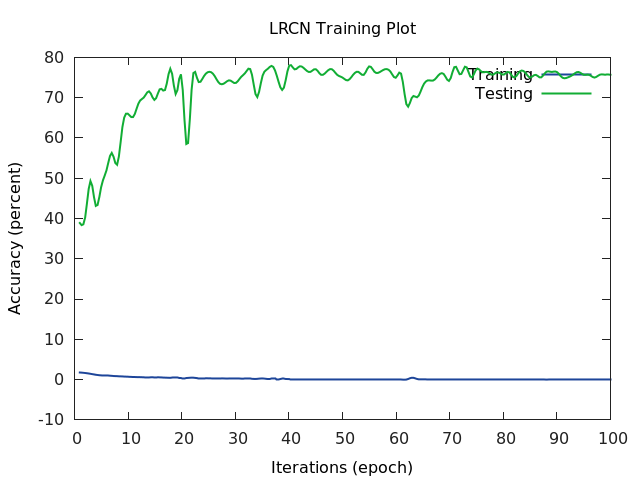 LRCN Training Plot
80
70
60
50
40
30
20
10
0
-10
Training
Testing
Accuracy (percent)
0 10 20 30 40 50 60 70 80 90 100
Iterations (epoch)